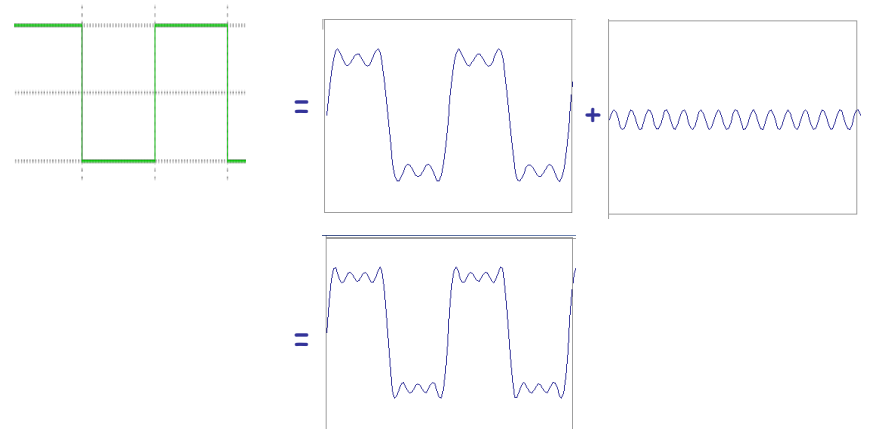 = +
=